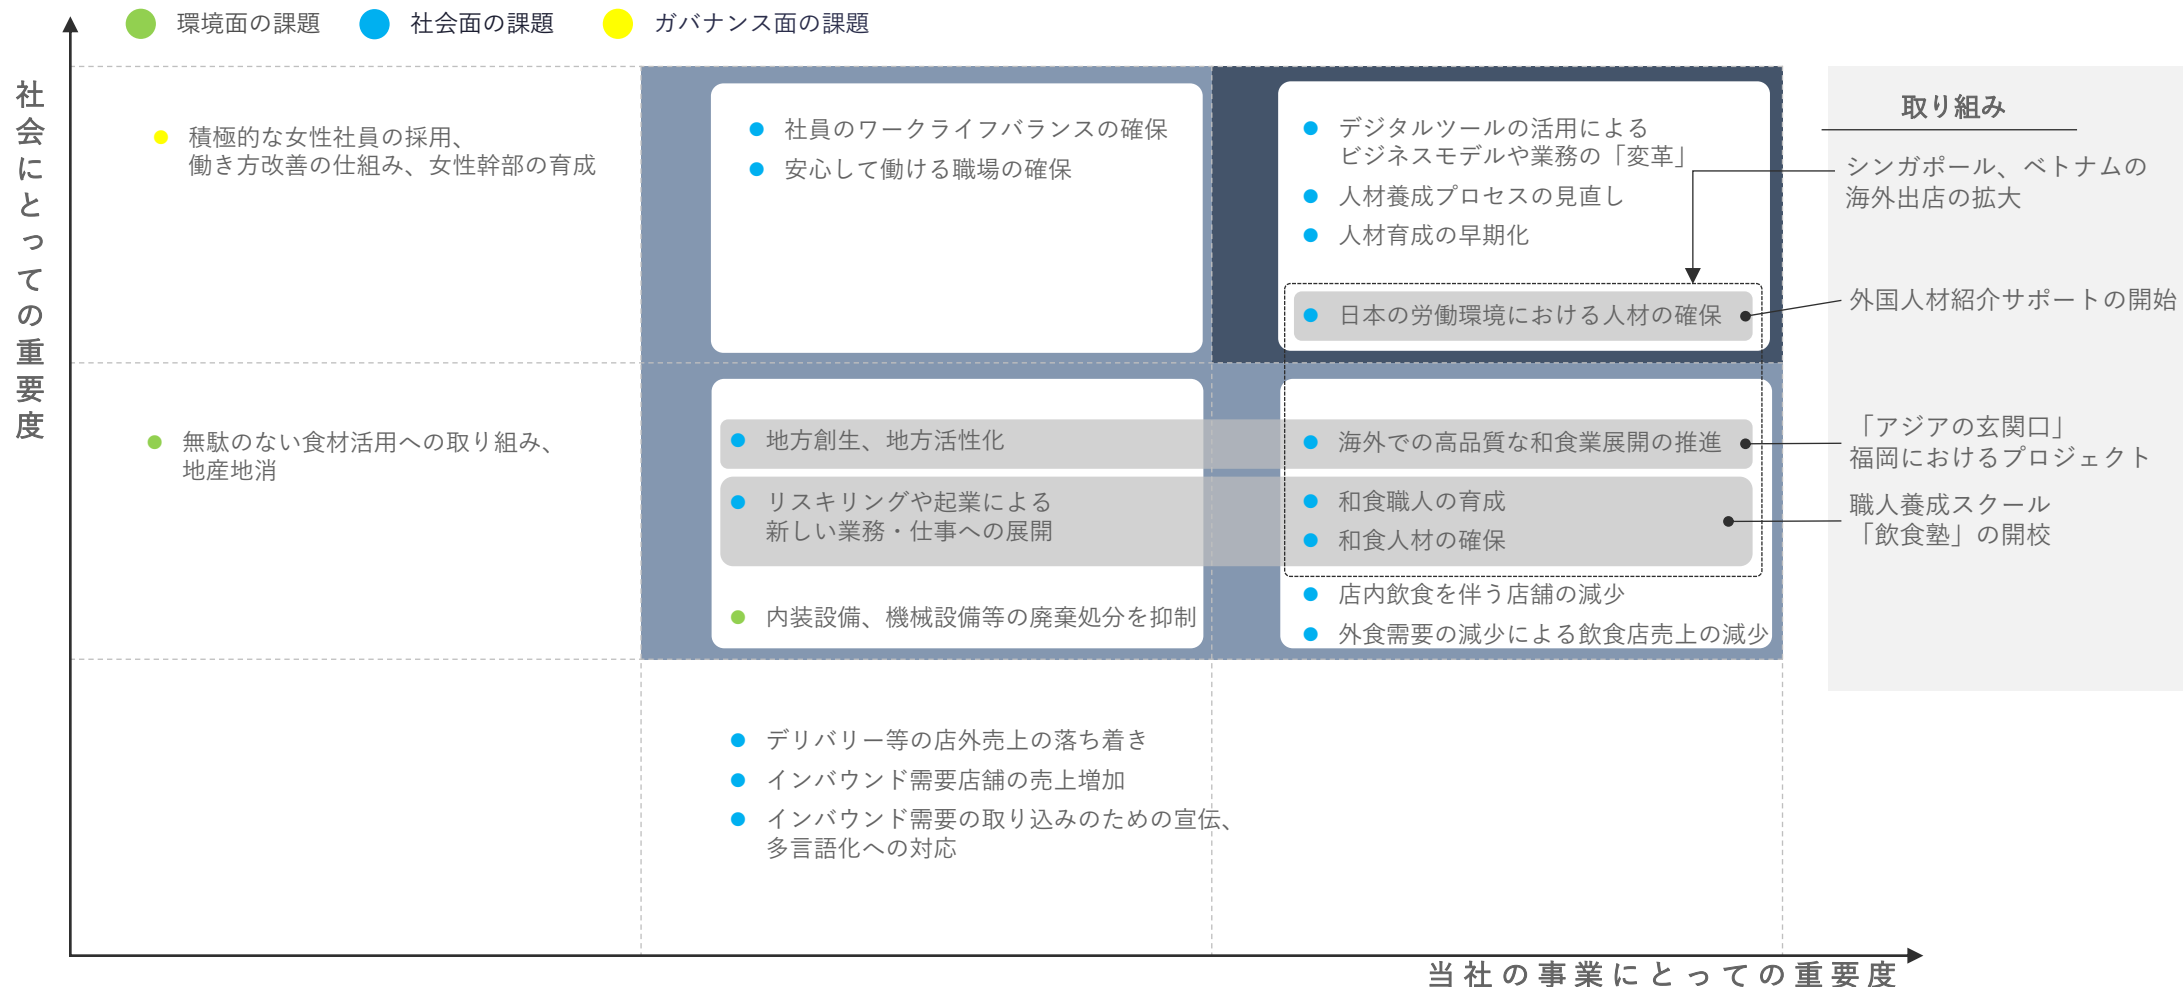 環境面の課題
社会面の課題
ガバナンス面の課題
社会にとっての重要度
積極的な女性社員の採用、
働き方改善の仕組み、女性幹部の育成
社員のワークライフバランスの確保
安心して働ける職場の確保
デジタルツールの活用による
ビジネスモデルや業務の「変革」
人材養成プロセスの見直し
人材育成の早期化
日本の労働環境における人材の確保
無駄のない食材活用への取り組み、
地産地消
地方創生、地方活性化
リスキリングや起業による
新しい業務・仕事への展開
内装設備、機械設備等の廃棄処分を抑制
海外での高品質な和食業展開の推進
和食職人の育成
和食人材の確保
店内飲食を伴う店舗の減少
外食需要の減少による飲食店売上の減少
デリバリー等の店外売上の落ち着き
インバウンド需要店舗の売上増加
インバウンド需要の取り込みのための宣伝、
多言語化への対応
取り組み
シンガポール、ベトナムの
海外出店の拡大
外国人材紹介サポートの開始
「アジアの玄関口」
福岡におけるプロジェクト
職人養成スクール
「飲食塾」の開校
当社の事業にとっての重要度